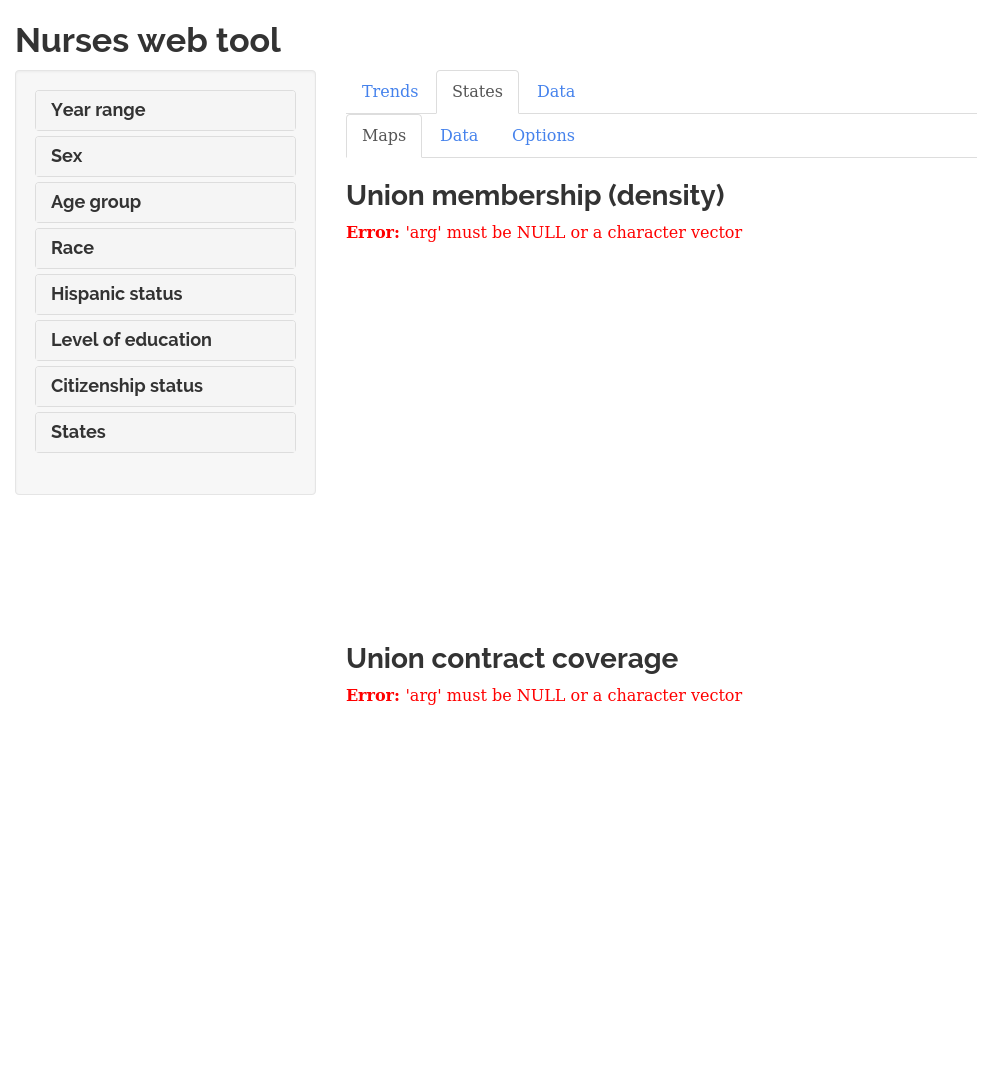 Nurses web tool
Year range
Sex
Age group
Race
Hispanic status
Level of education
Citizenship status
States
Trends States Data
Maps Data Options
Union membership (density)
Error: 'arg' must be NULL or a character vector
Union contract coverage
Error: 'arg' must be NULL or a character vector